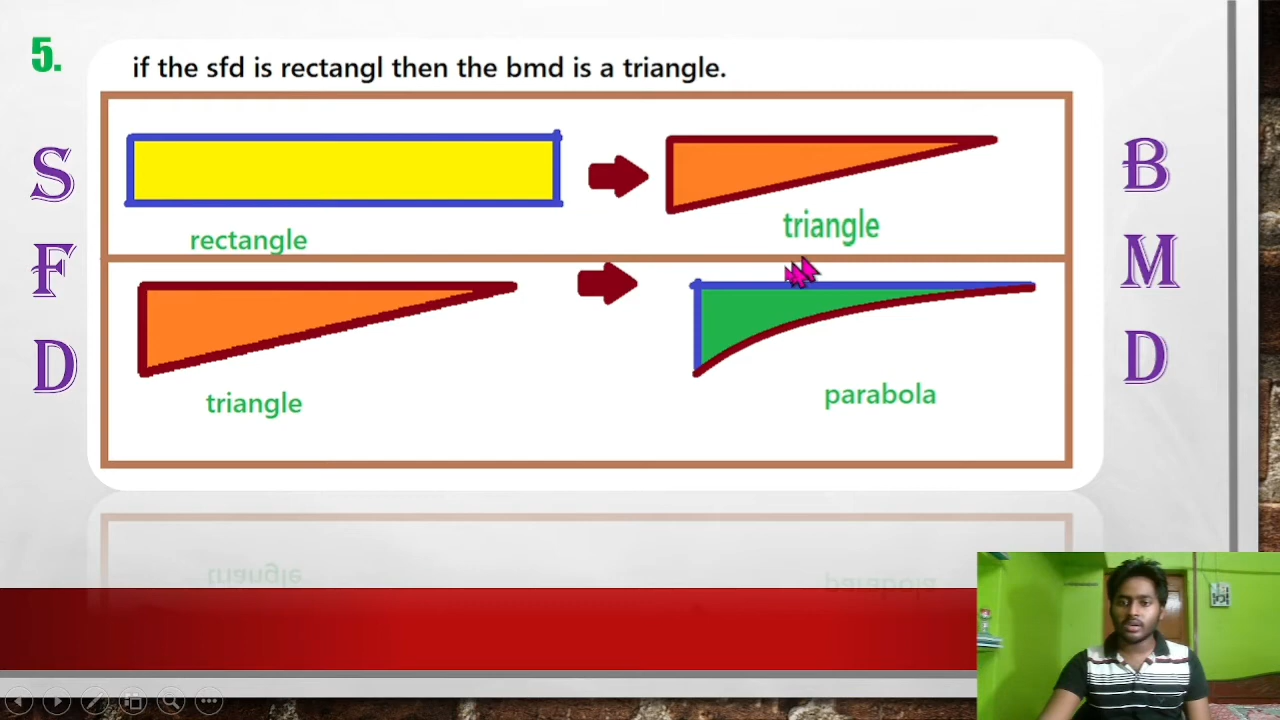 5.
if the sfd is rectangl then the bmd is a triangle.
S
F
D
rectangle
triangle
triangle
parabola
B
M
D